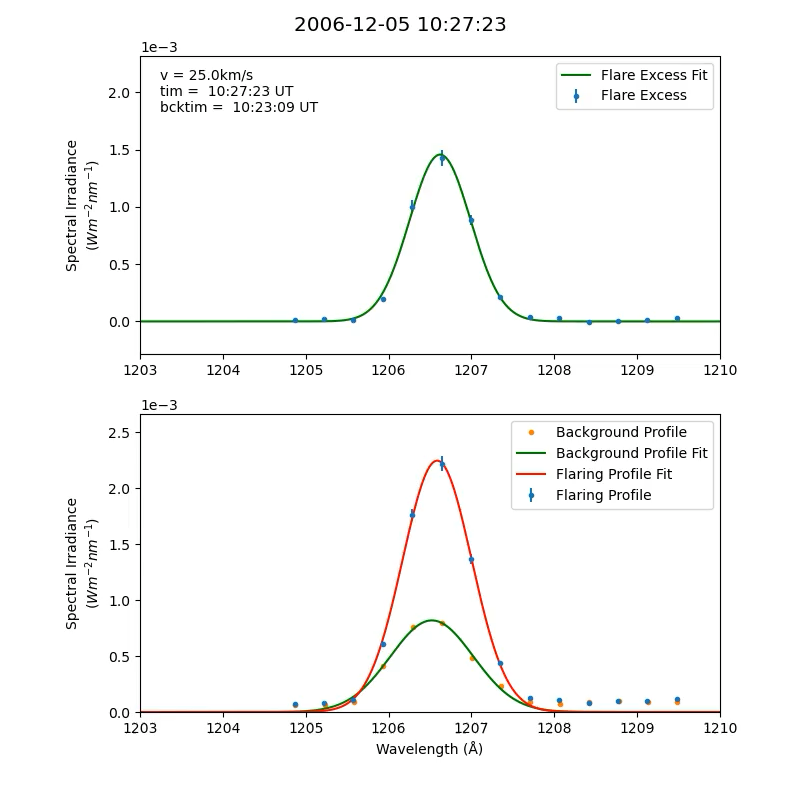 2006-12-05 10:27:23
1e−3
v = 25.0km/s
tim =  10:27:23 UT
bcktim =  10:23:09 UT
Flare Excess Fit
Flare Excess
Spectral Irradiance
(Wm⁻²nm⁻¹)
2.0
1.5
1.0
0.5
0.0
1203 1204 1205 1206 1207 1208 1209 1210
1e−3
Background Profile
Background Profile Fit
Flaring Profile Fit
Flaring Profile
Spectral Irradiance
(Wm⁻²nm⁻¹)
2.5
2.0
1.5
1.0
0.5
0.0
1203 1204 1205 1206 1207 1208 1209 1210
Wavelength (Å)